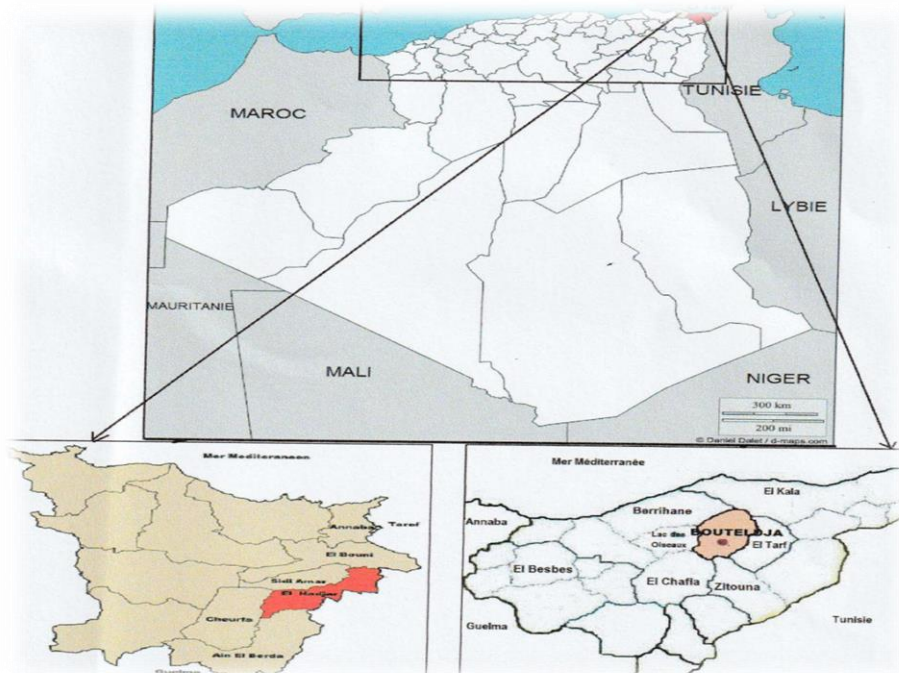 MAROC
TUNISIE
LYBIE
MAURITANIE
MALI
NIGER
300 km
200 mi
© Daniel Dalet / d-maps.com
Mer Mediterraneen
Annaba
Taref
El Bouni
Sidi Amar
El Hadjar
Cheurfa
Ain El Berda
Guelma
Mer Méditerranée
El Kala
Berrihane
Annaba
Lac des
Oiseaux
BOUTELDJA
El Tarf
El Besbes
El Chafia
Zitouna
Guelma
Tunisie